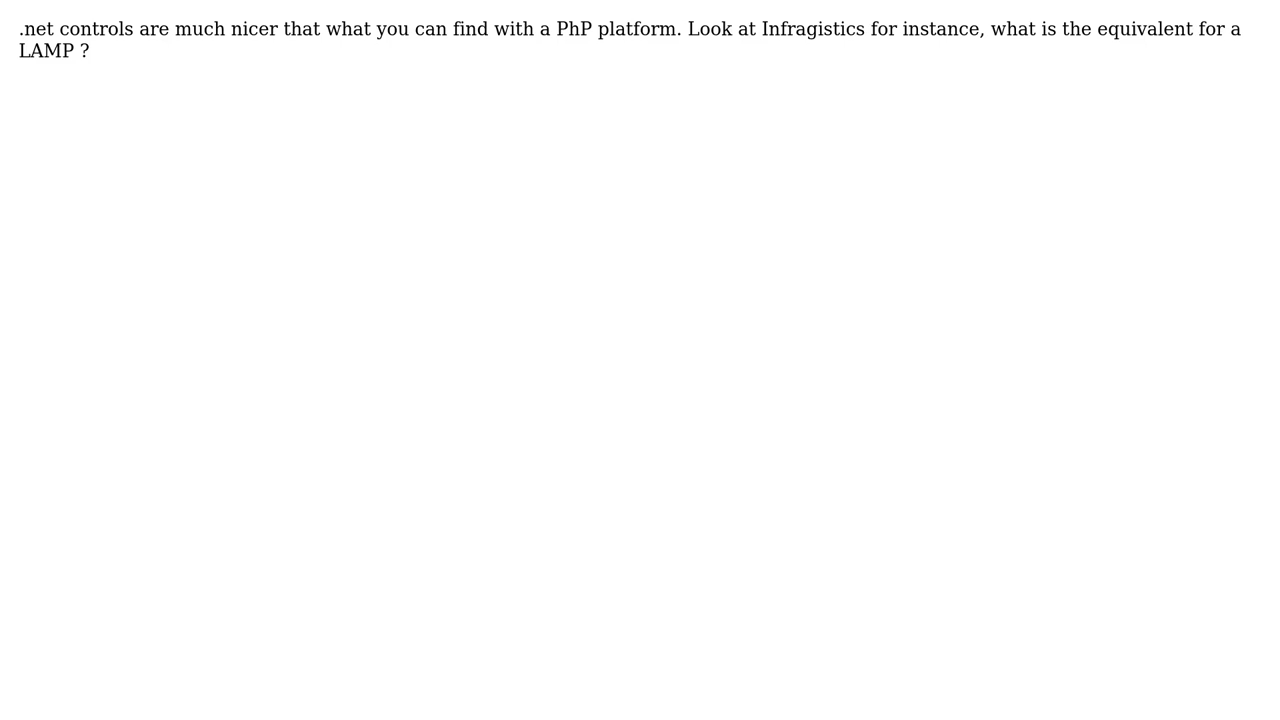 .net controls are much nicer that what you can find with a PhP platform. Look at Infragistics for instance, what is the equivalent for a
LAMP ?